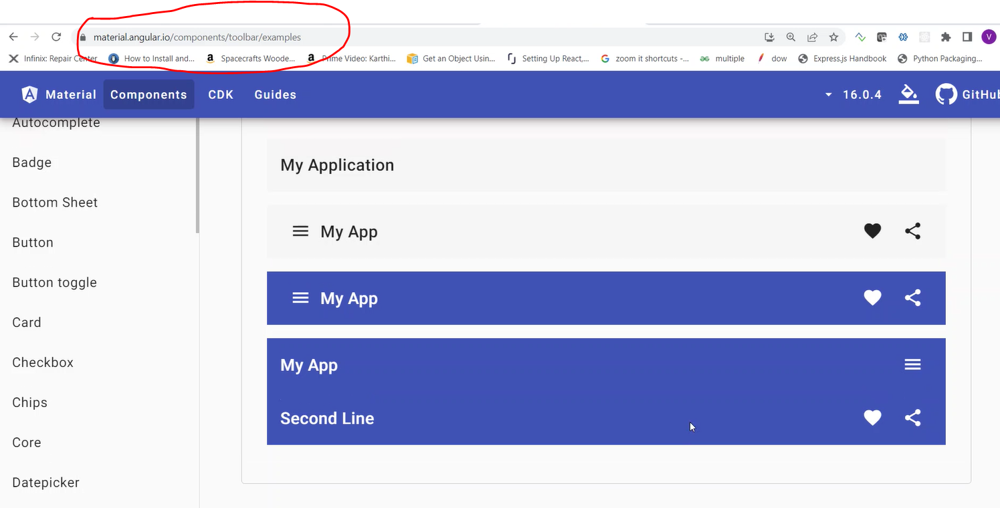 material.angular.io/components/toolbar/examples
V
Infinix: Repair Center How to Install and... Spacecrafts Woode... Prime Video: Karthi... Get an Object Usin... Setting Up React,... zoom it shortcuts -... multiple dow Express.js Handbook Python Packaging...
Material Components CDK Guides 16.0.4 GitHub
Autocomplete
Badge
Bottom Sheet
Button
Button toggle
Card
Checkbox
Chips
Core
Datepicker
My Application
My App
My App
My App
Second Line